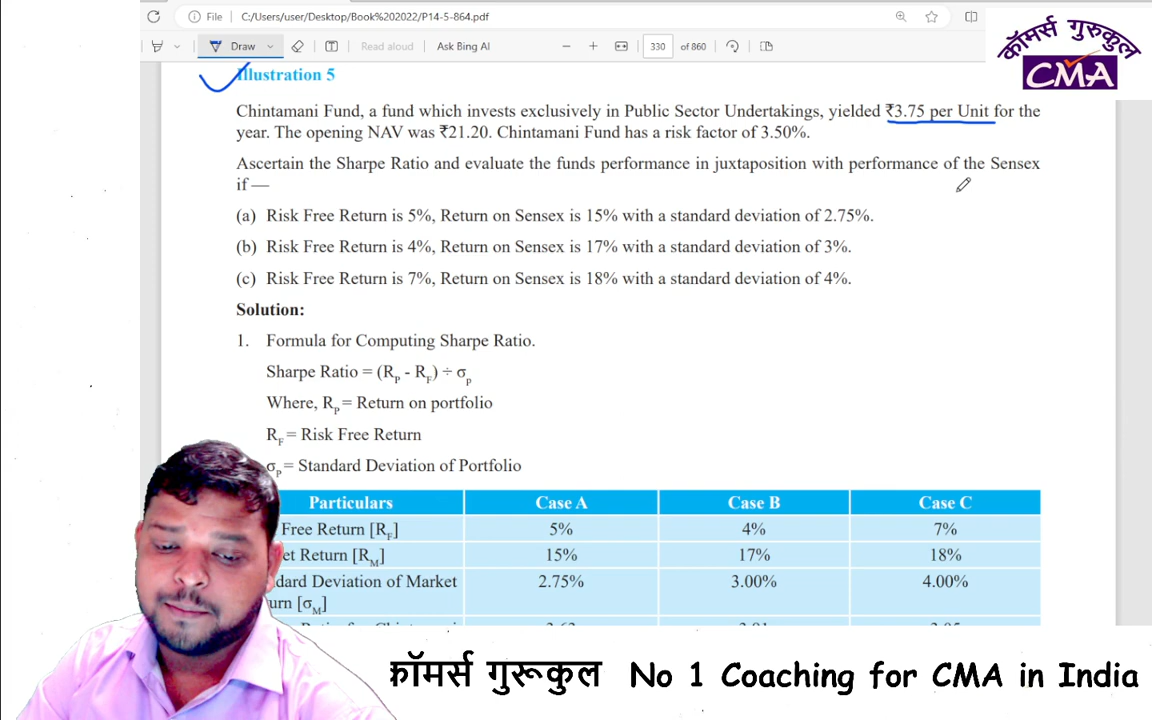 File C:/Users/user/Desktop/Book%202022/P14-5-864.pdf
Draw Read aloud Ask Bing AI 330 of 860
कॉमर्स गुरुकुल
CMA
Illustration 5
Chintamani Fund, a fund which invests exclusively in Public Sector Undertakings, yielded ₹3.75 per Unit for the
year. The opening NAV was ₹21.20. Chintamani Fund has a risk factor of 3.50%.
Ascertain the Sharpe Ratio and evaluate the funds performance in juxtaposition with performance of the Sensex
if —
(a) Risk Free Return is 5%, Return on Sensex is 15% with a standard deviation of 2.75%.
(b) Risk Free Return is 4%, Return on Sensex is 17% with a standard deviation of 3%.
(c) Risk Free Return is 7%, Return on Sensex is 18% with a standard deviation of 4%.
Solution:
1. Formula for Computing Sharpe Ratio.
Sharpe Ratio = (RP - RF) ÷ σp
Where, RP = Return on portfolio
RF = Risk Free Return
σP = Standard Deviation of Portfolio
Particulars Case A Case B Case C
Free Return [RF] 5% 4% 7%
et Return [RM] 15% 17% 18%
dard Deviation of Market 2.75% 3.00% 4.00%
urn [σM]
कॉमर्स गुरूकुल No 1 Coaching for CMA in India